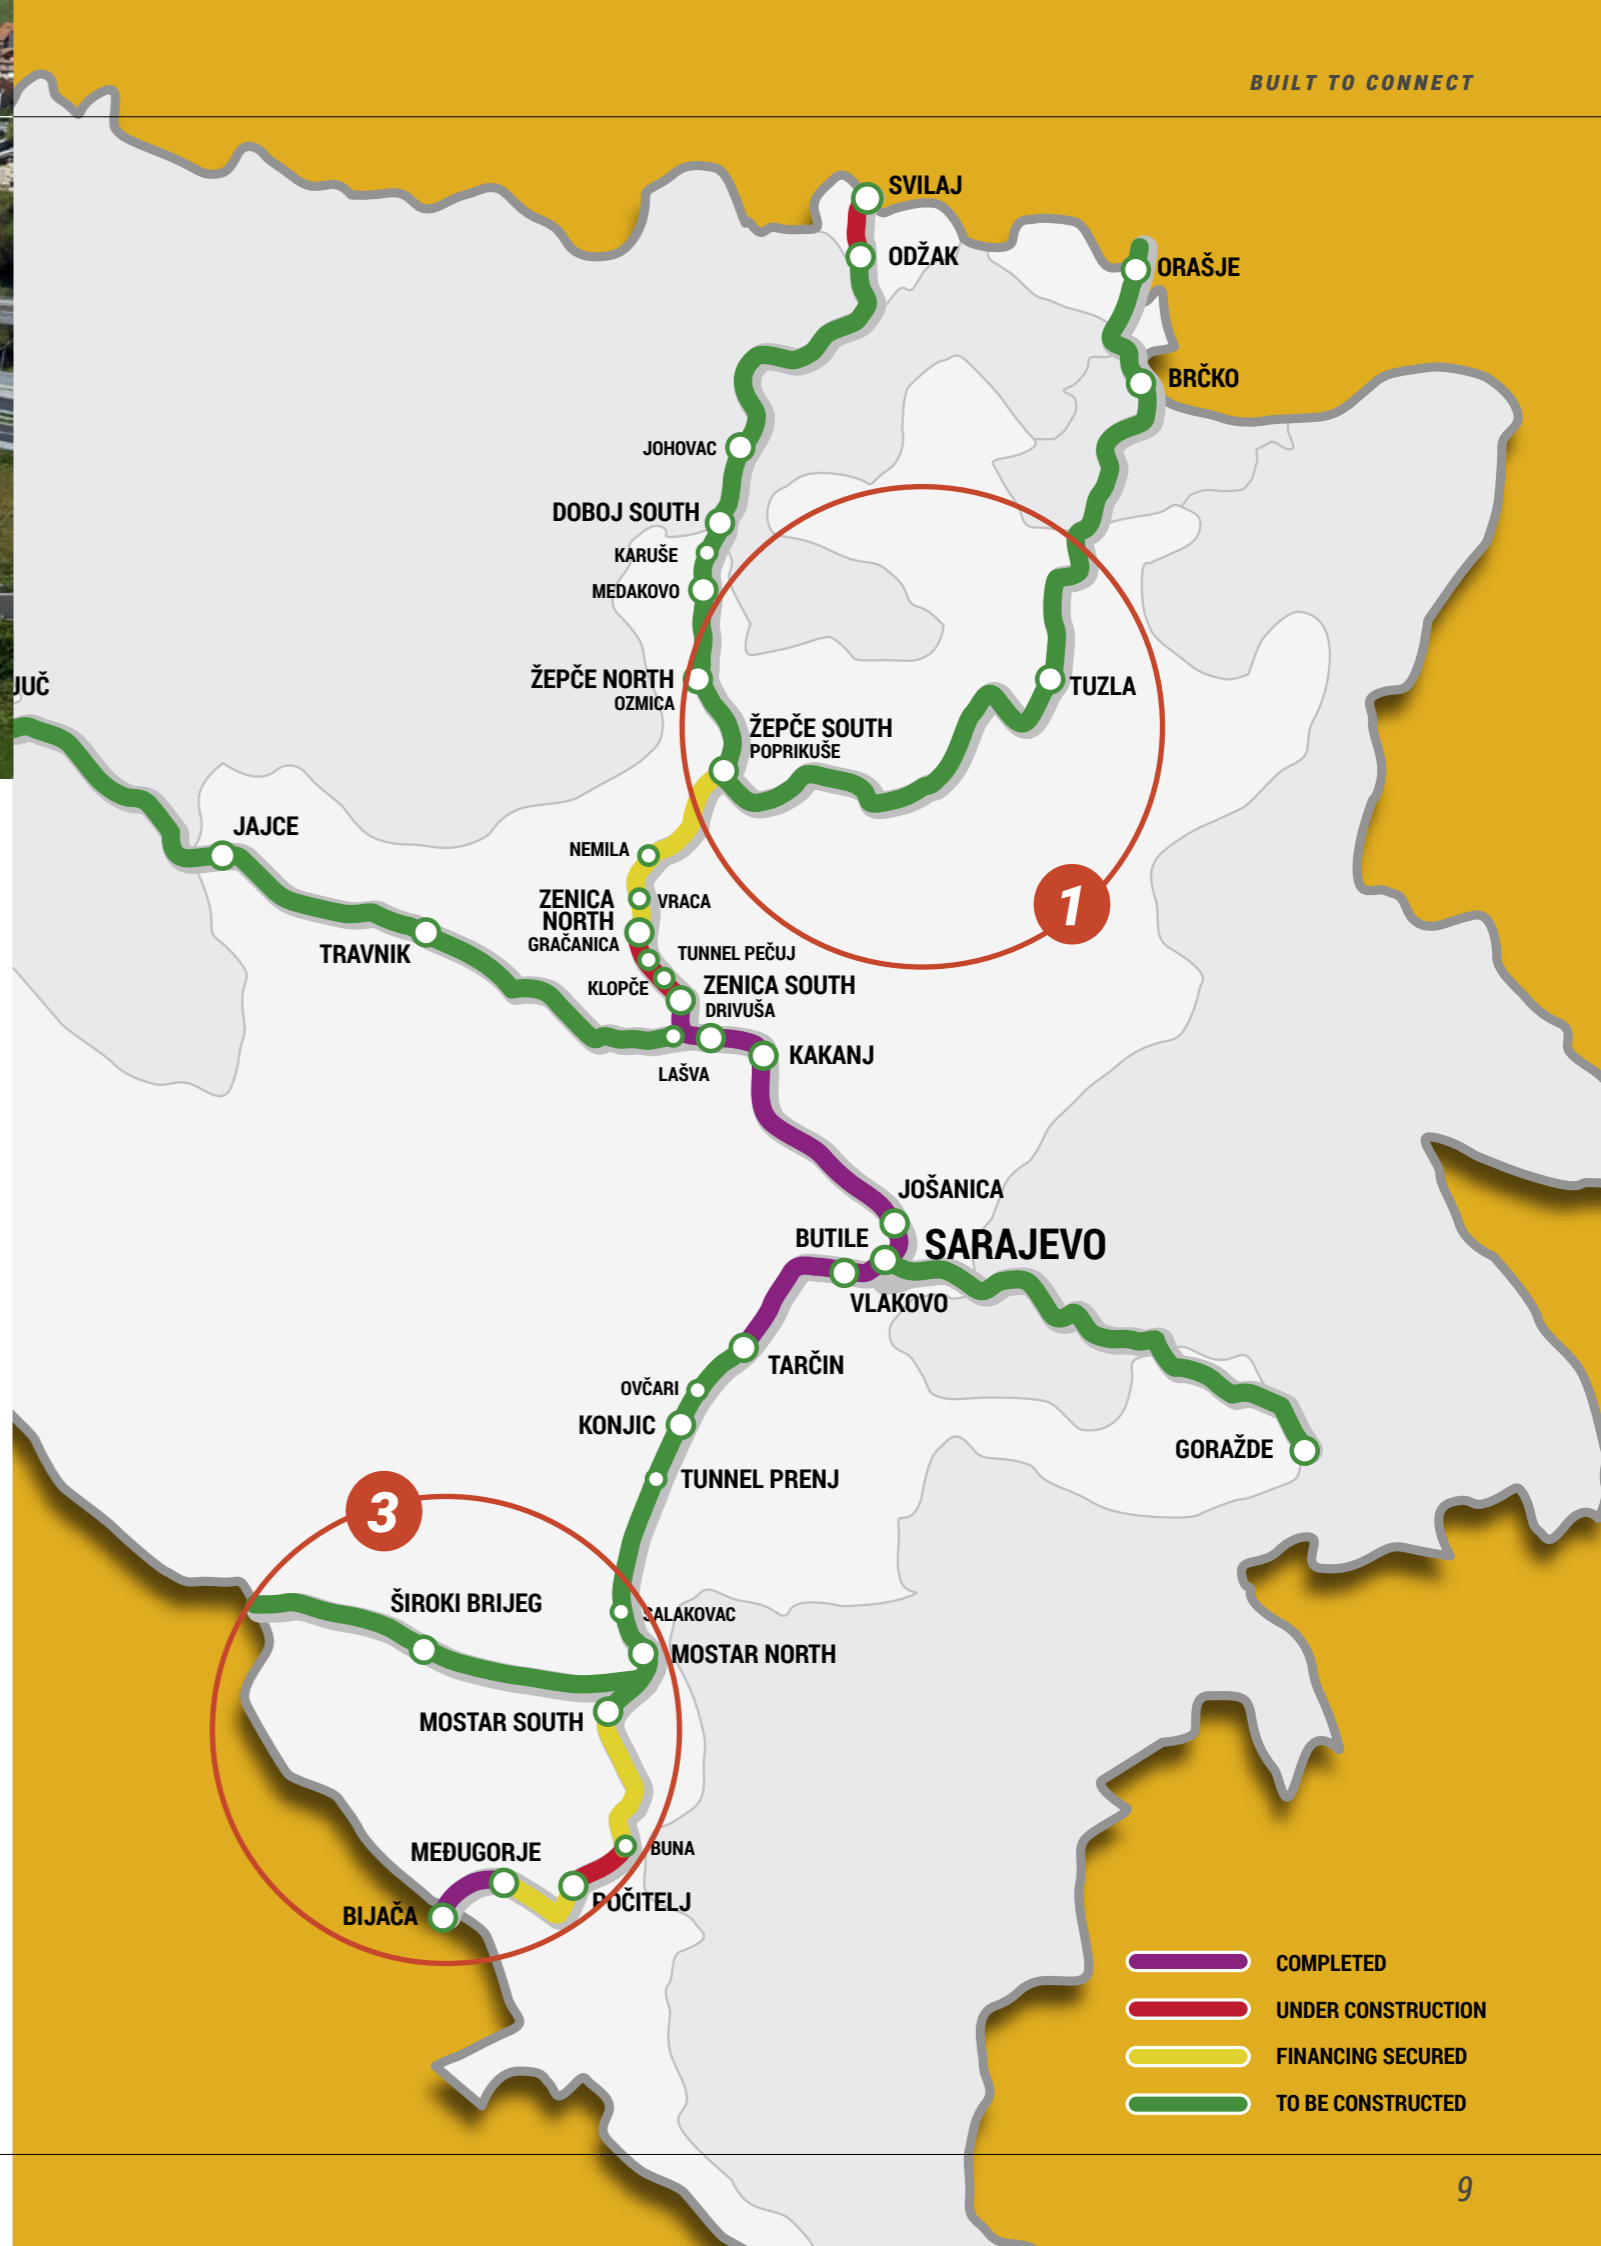 BUILT TO CONNECT
SVILAJ
ODŽAK
ORAŠJE
BRČKO
JOHOVAC
DOBOJ SOUTH
KARUŠE
MEDAKOVO
ŽEPČE NORTH
OZMICA
TUZLA
JUČ
ŽEPČE SOUTH
POPRIKUŠE
JAJCE
NEMILA
ZENICA
NORTH
GRAČANICA
VRACA
1
TRAVNIK
TUNNEL PEČUJ
KLOPČE
ZENICA SOUTH
DRIVUŠA
KAKANJ
LAŠVA
JOŠANICA
BUTILE
SARAJEVO
VLAKOVO
TARČIN
OVČARI
KONJIC
GORAŽDE
TUNNEL PRENJ
3
ŠIROKI BRIJEG
SALAKOVAC
MOSTAR NORTH
MOSTAR SOUTH
MEĐUGORJE
BUNA
POČITELJ
BIJAČA
COMPLETED
UNDER CONSTRUCTION
FINANCING SECURED
TO BE CONSTRUCTED
9